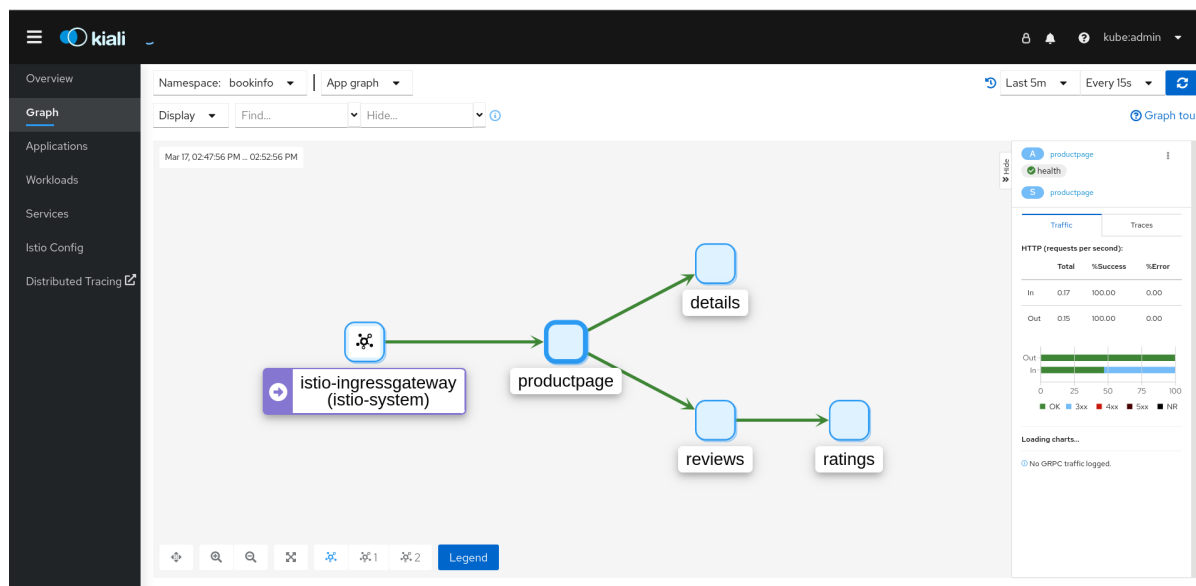 kiali
kube:admin
Overview
Graph
Applications
Workloads
Services
Istio Config
Distributed Tracing
Namespace: bookinfo
App graph
Last 5m
Every 15s
Display
Find...
Hide...
Graph tou
Mar 17, 02:47:56 PM ... 02:52:56 PM
Hide
details
productpage
istio-ingressgateway
(istio-system)
reviews
ratings
1
2
Legend
A productpage
health
S productpage
Traffic
Traces
HTTP (requests per second):
Total %Success %Error
In 0.17 100.00 0.00
Out 0.15 100.00 0.00
Out
In
0 25 50 75 100
OK 3xx 4xx 5xx NR
Loading charts...
No GRPC traffic logged.